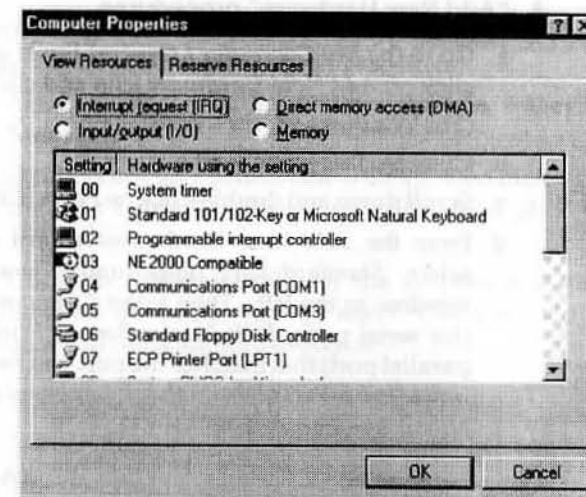 Computer Properties
View Resources Reserve Resources
Interrupt request (IRQ) Direct memory access (DMA)
Input/output (I/O) Memory
Setting Hardware using the setting
00 System timer
01 Standard 101/102-Key or Microsoft Natural Keyboard
02 Programmable interrupt controller
03 NE2000 Compatible
04 Communications Port (COM1)
05 Communications Port (COM3)
06 Standard Floppy Disk Controller
07 ECP Printer Port (LPT1)
OK Cancel